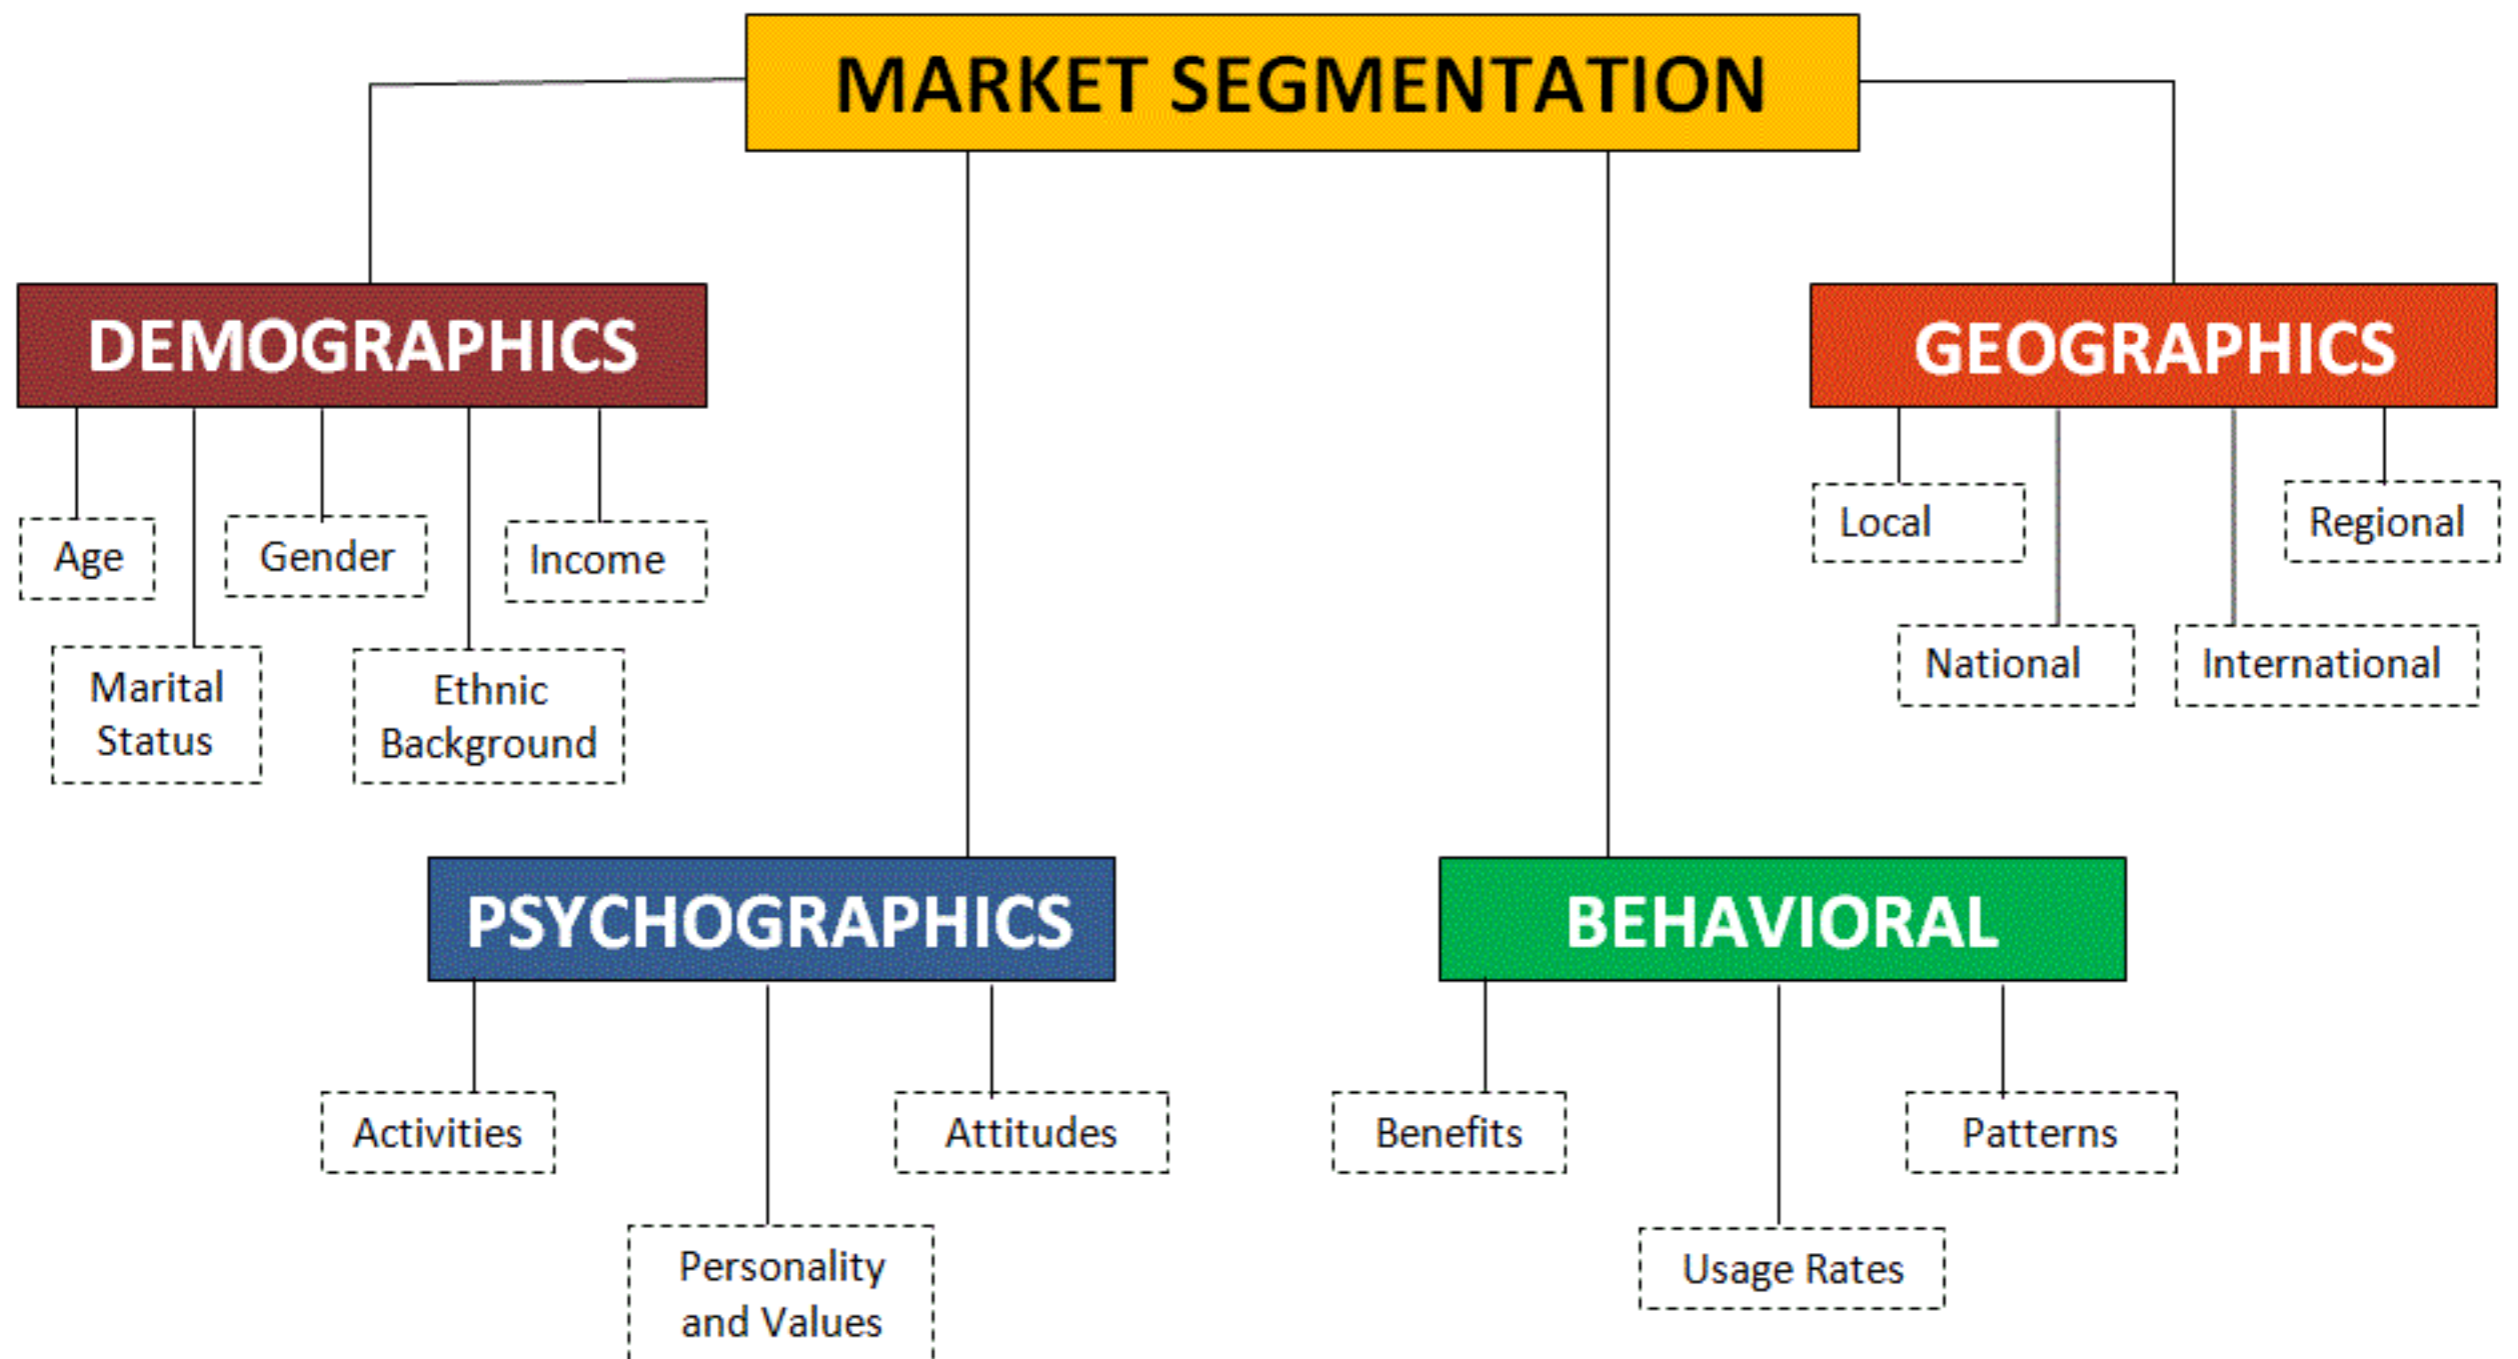 MARKET SEGMENTATION
DEMOGRAPHICS
GEOGRAPHICS
Age
Gender
Income
Local
Regional
Marital
Status
Ethnic
Background
National
International
PSYCHOGRAPHICS
BEHAVIORAL
Activities
Attitudes
Benefits
Patterns
Personality
and Values
Usage Rates